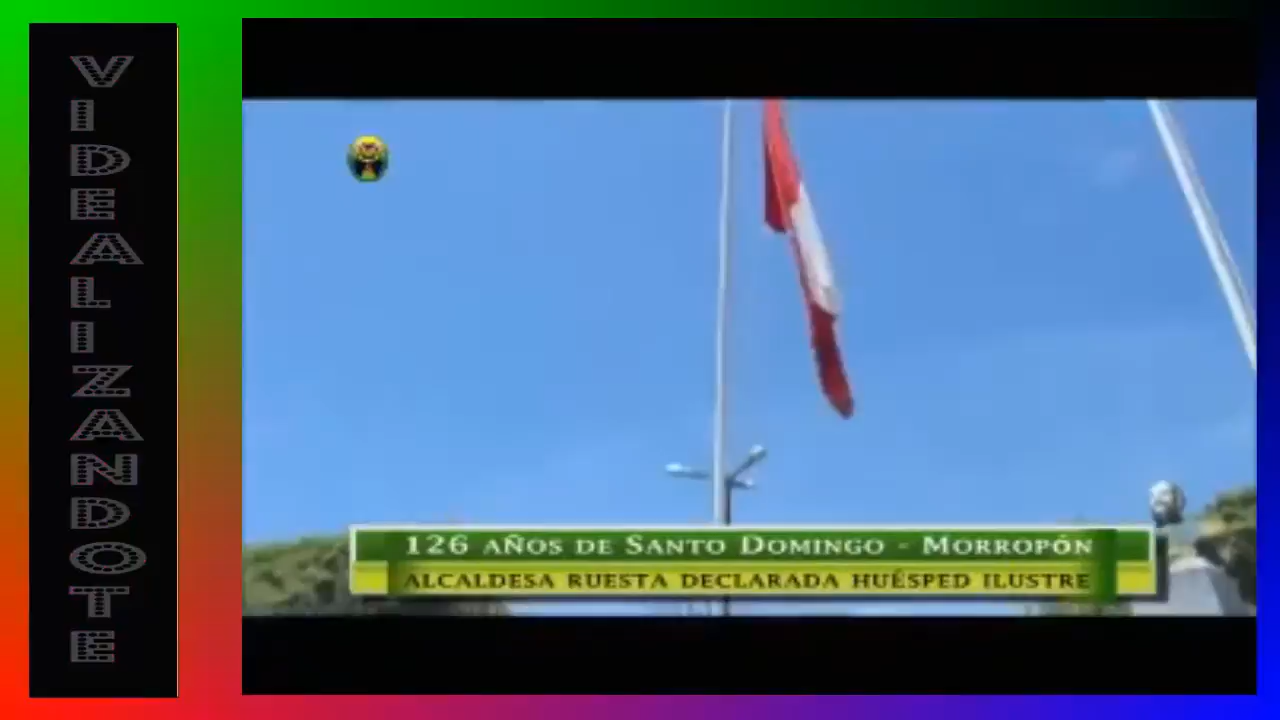 VIDEALIZANDOTE
126 AÑOS DE SANTO DOMINGO - MORROPÓN
ALCALDESA RUESTA DECLARADA HUÉSPED ILUSTRE